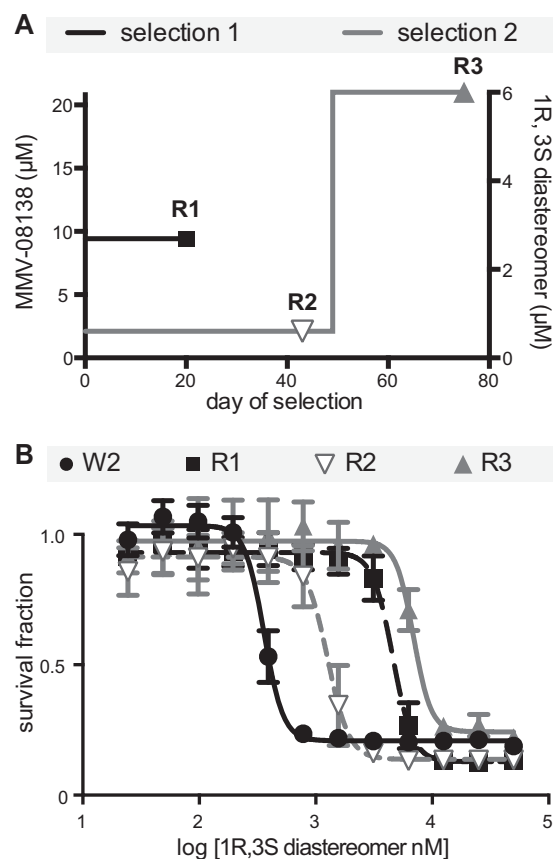 A
selection 1 selection 2
R3
R1
R2
MMV-08138 (µM)
20
15
10
5
0
1R, 3S diastereomer
(µM)
6
4
2
0
0 20 40 60 80
day of selection
B
W2 R1 R2 R3
survival fraction
1.0
0.5
0
1 2 3 4 5
log [1R,3S diastereomer nM]